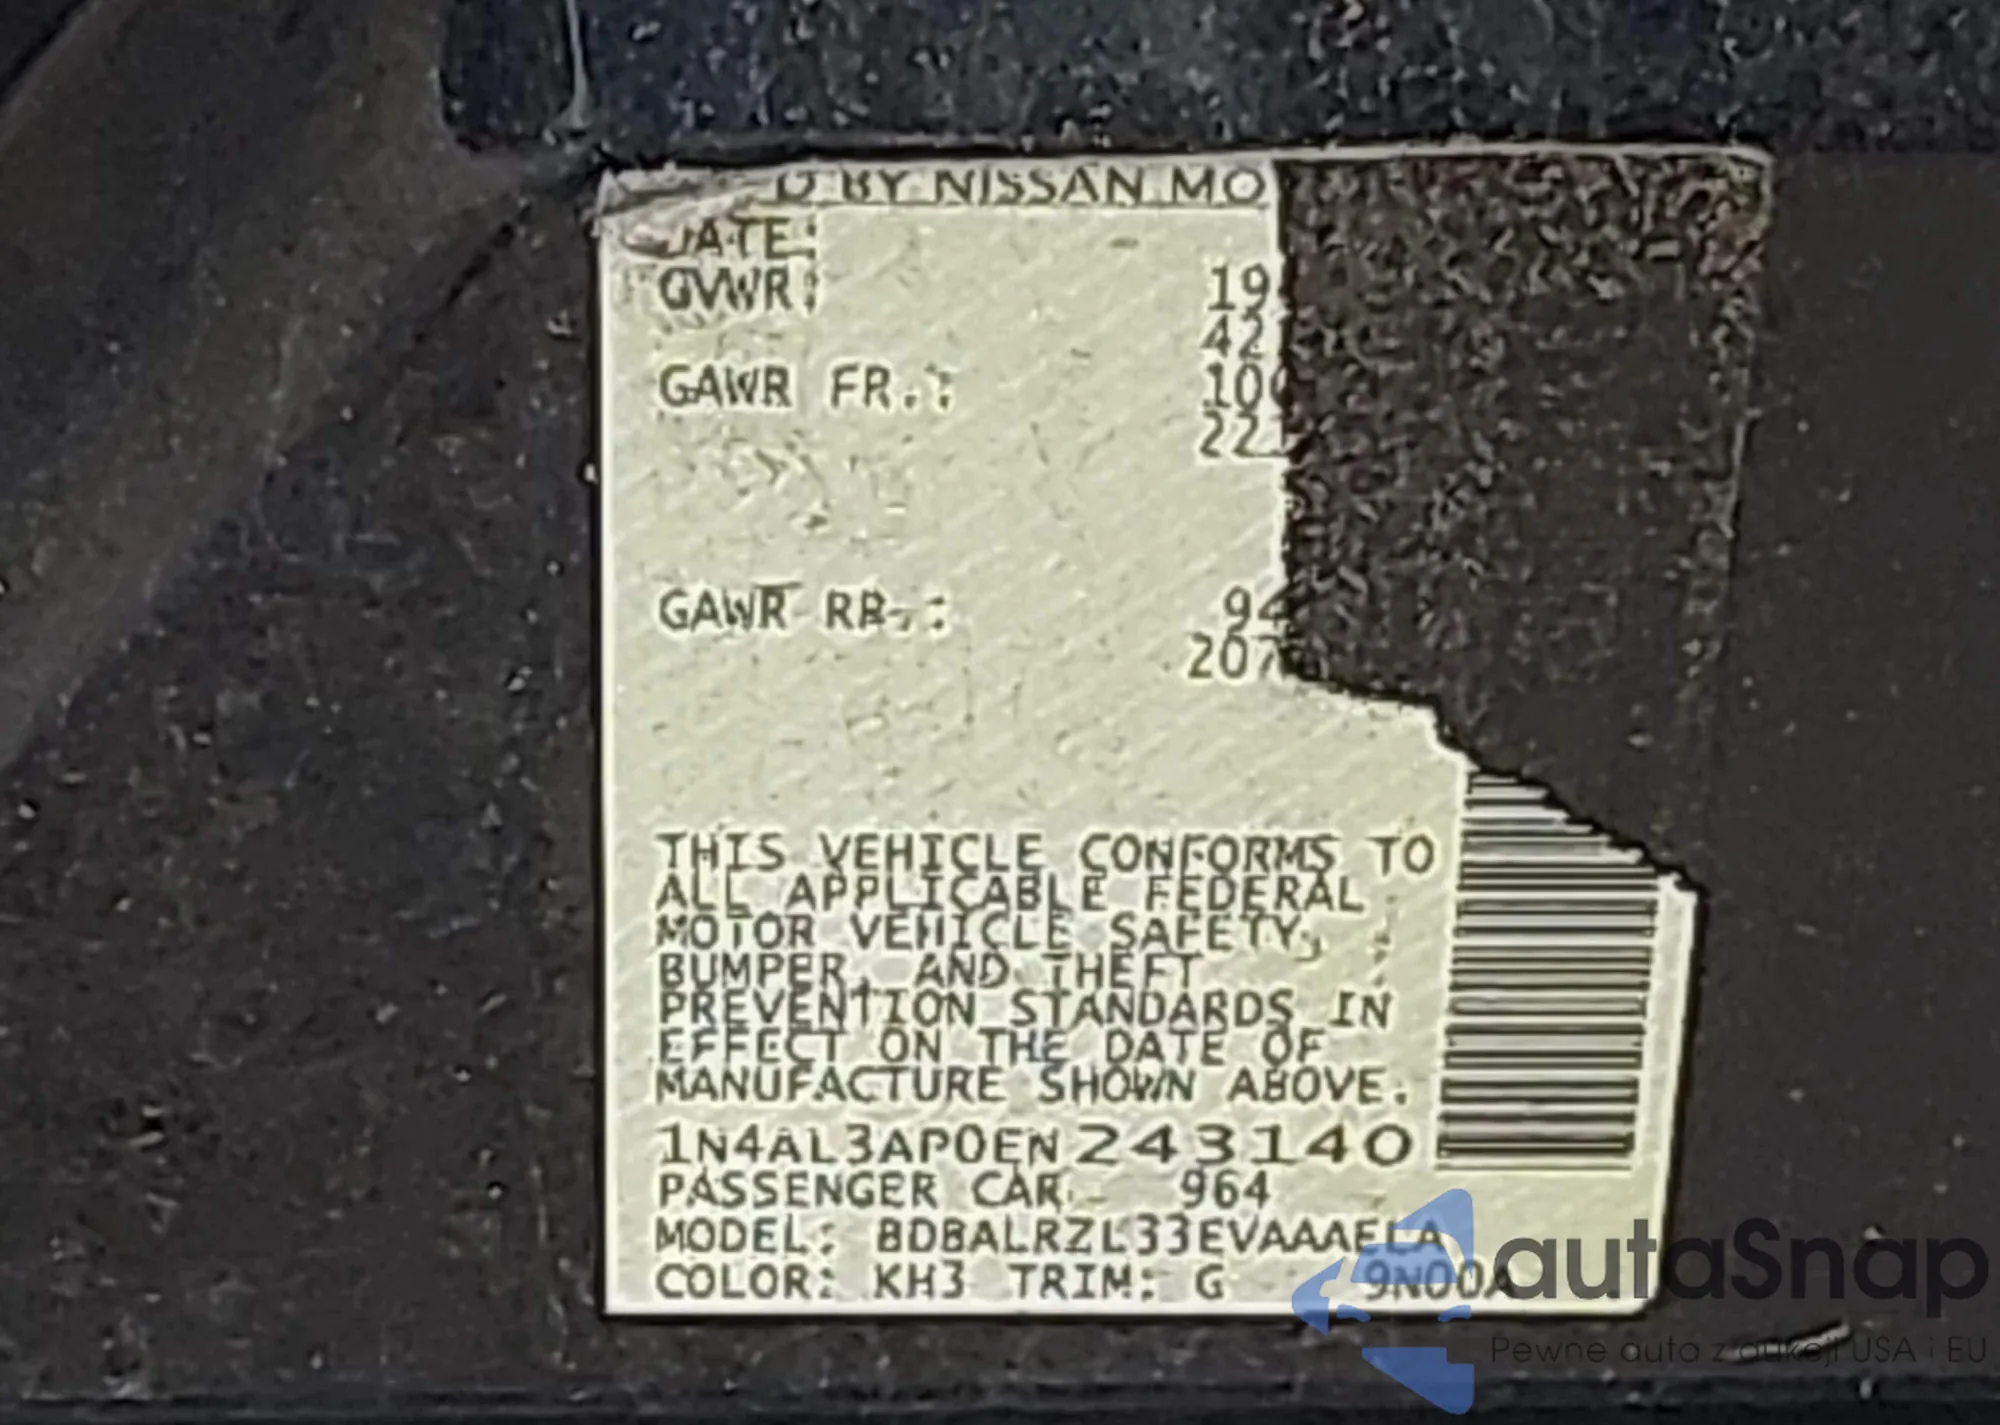 D BY NISSAN MO
DATE:
GVWR: 19
42
GAWR FR.: 10
22
GAWR RR.: 94
207
THIS VEHICLE CONFORMS TO
ALL APPLICABLE FEDERAL
MOTOR VEHICLE SAFETY,
BUMPER, AND THEFT
PREVENTION STANDARDS IN
EFFECT ON THE DATE OF
MANUFACTURE SHOWN ABOVE.
1N4AL3AP0EN243140
PASSENGER CAR 964
MODEL: BDBALRZL33EVAAAELA
COLOR: KH3 TRIM: G 9N00A
autaSnap
Pewne auta z aukcji USA i EU